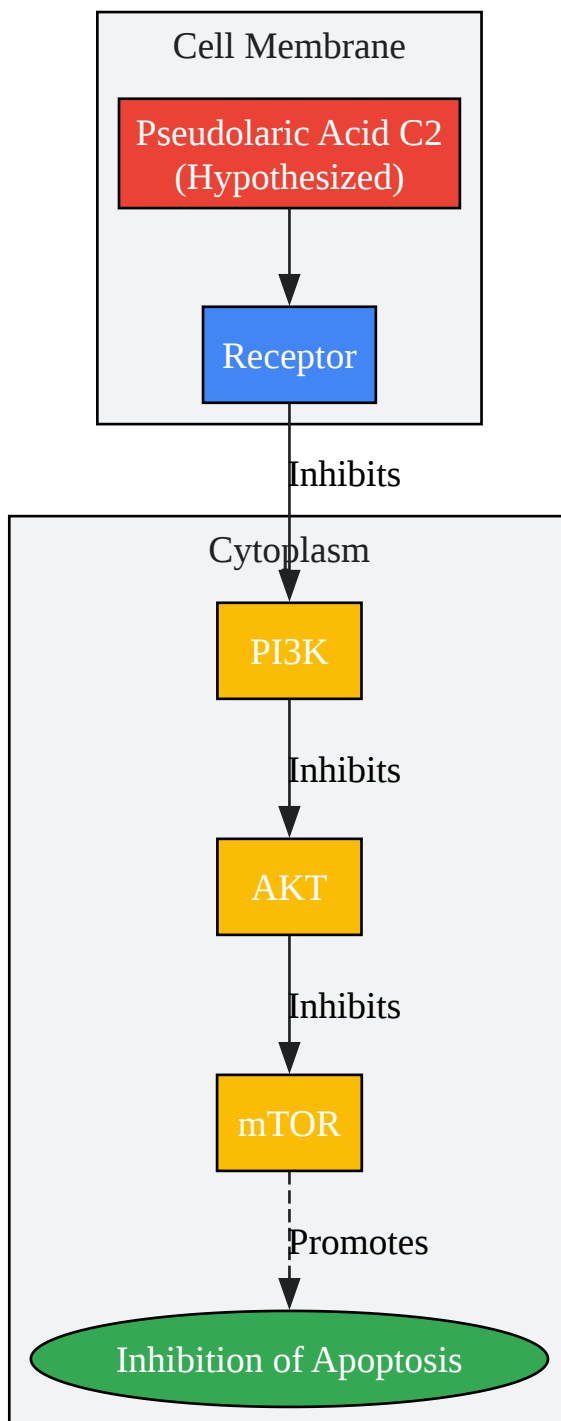 Cell Membrane
Pseudolaric Acid C2
(Hypothesized)
Receptor
Inhibits
Cytoplasm
PI3K
Inhibits
AKT
Inhibits
mTOR
Promotes
Inhibition of Apoptosis